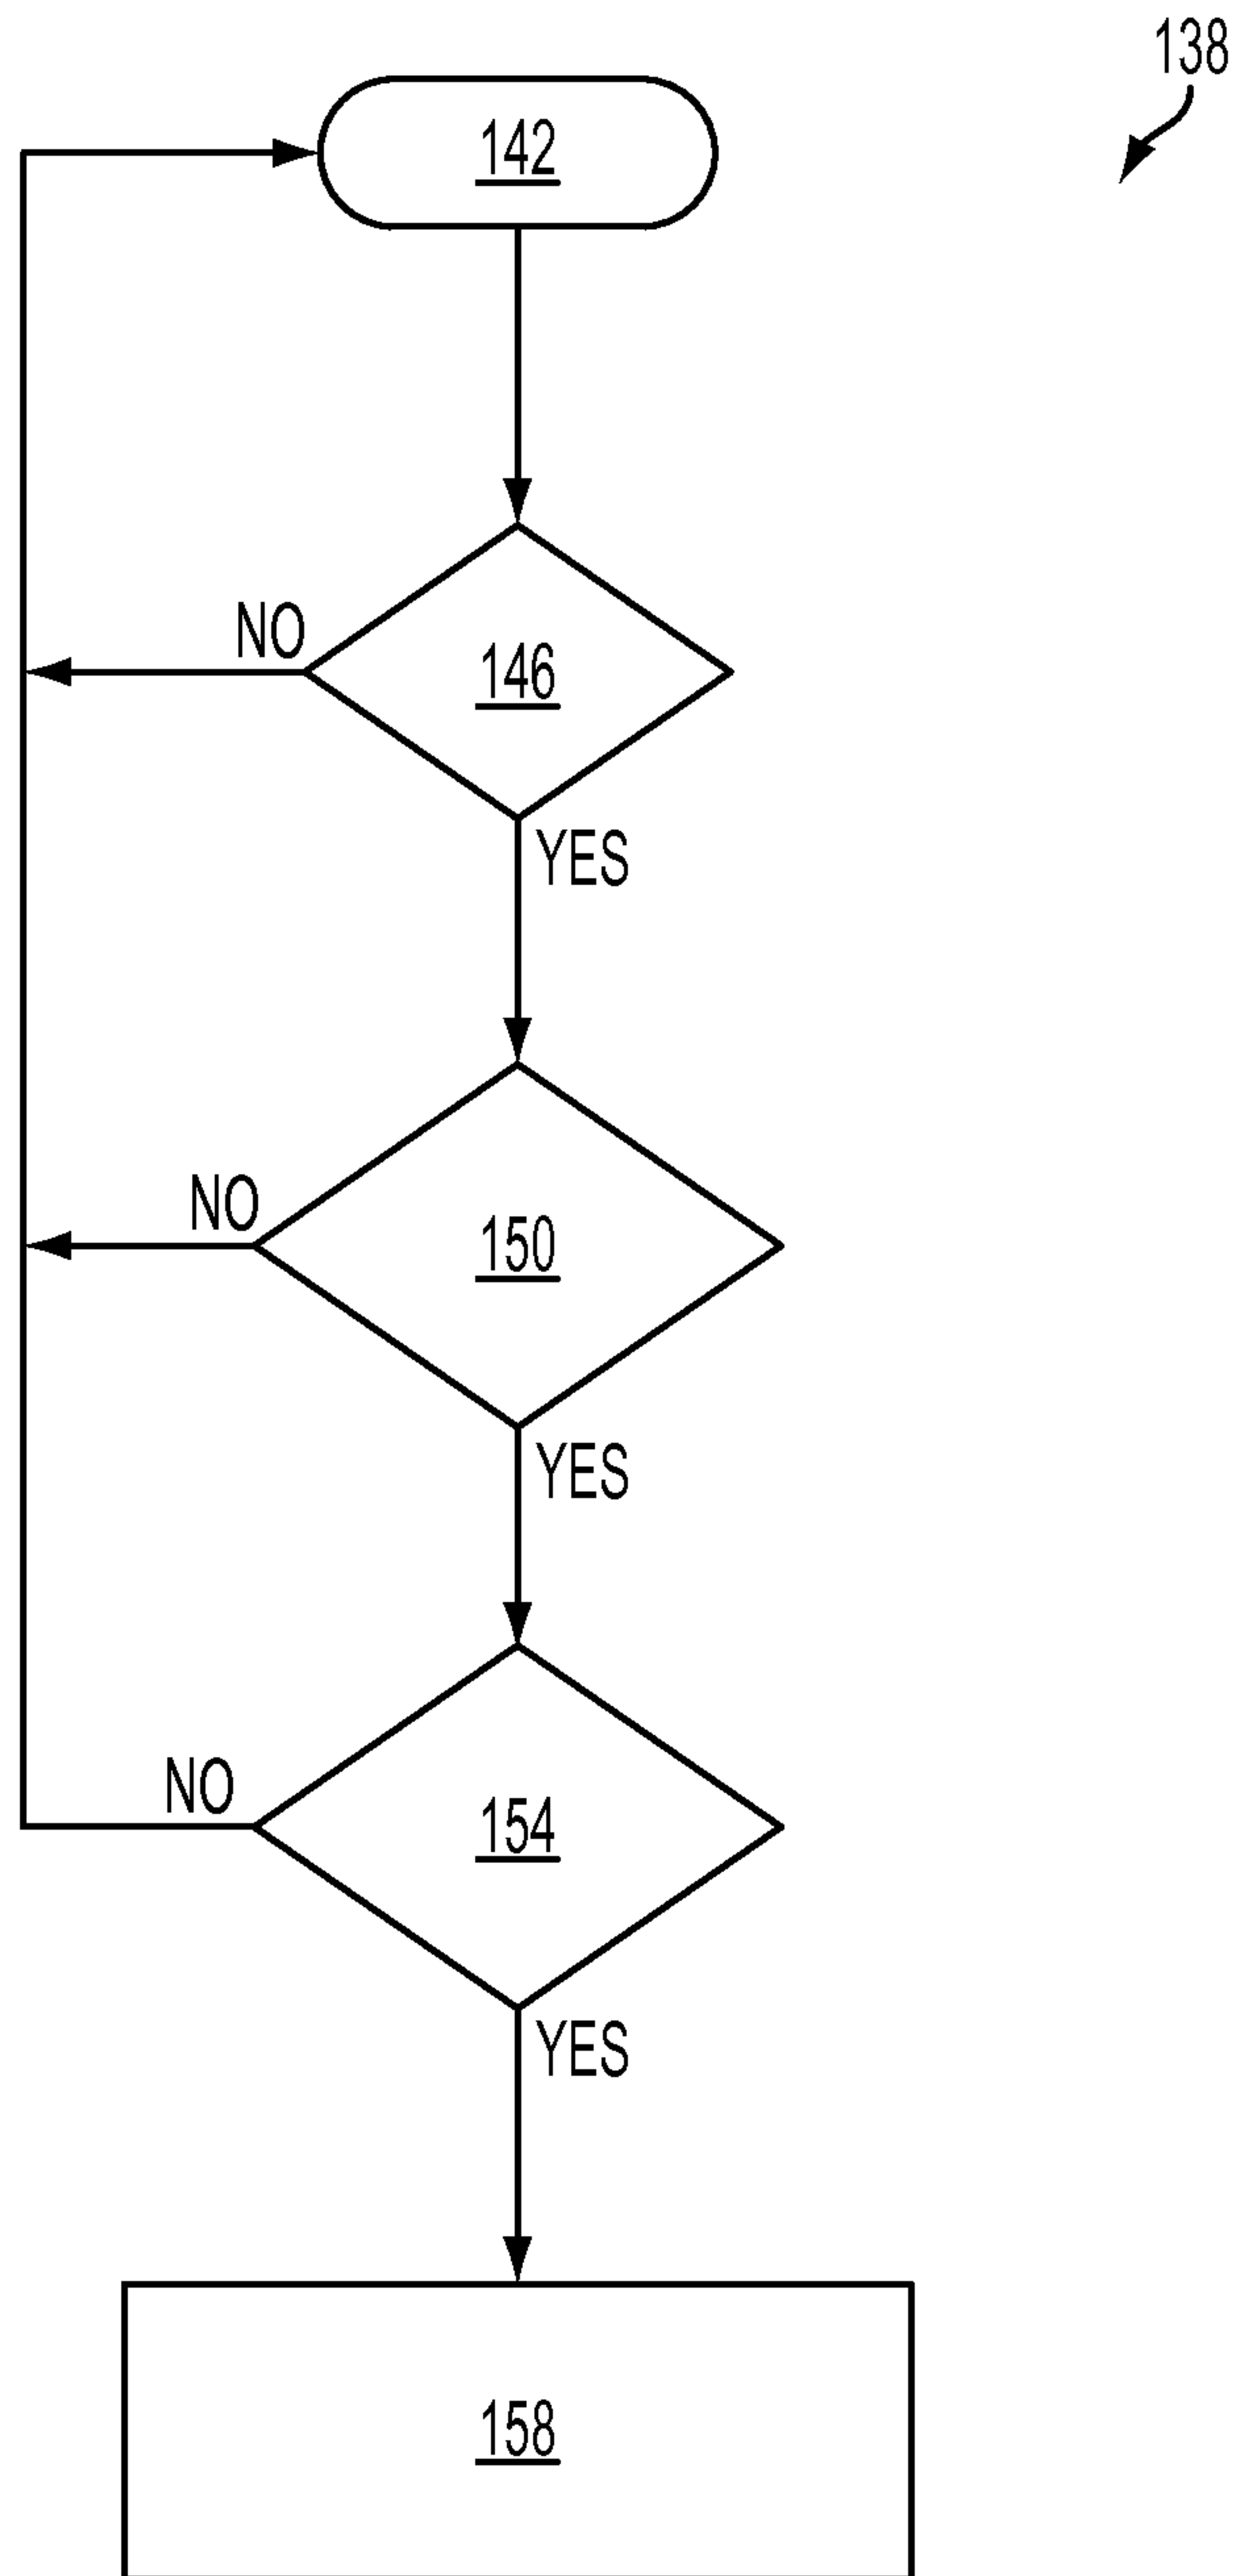 138
142
NO
146
YES
NO
150
YES
NO
154
YES
158